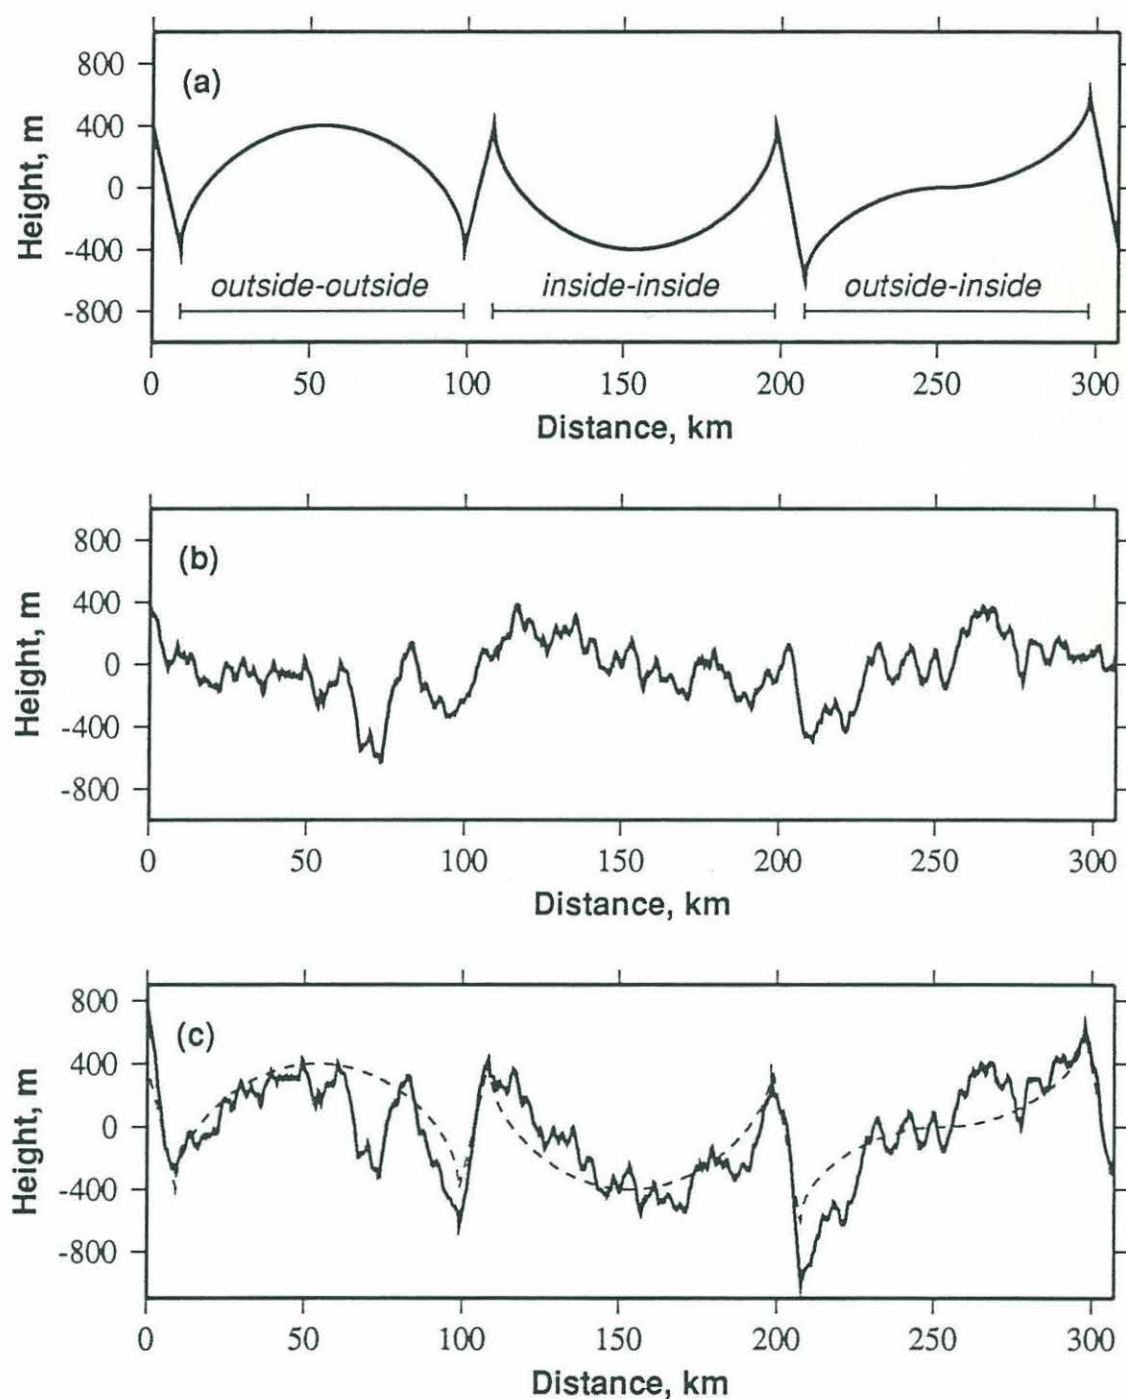 800
400
0
-400
-800
Height, m
(a)
outside-outside
inside-inside
outside-inside
0 50 100 150 200 250 300
Distance, km
800
400
0
-400
-800
Height, m
(b)
0 50 100 150 200 250 300
Distance, km
800
400
0
-400
-800
Height, m
(c)
0 50 100 150 200 250 300
Distance, km